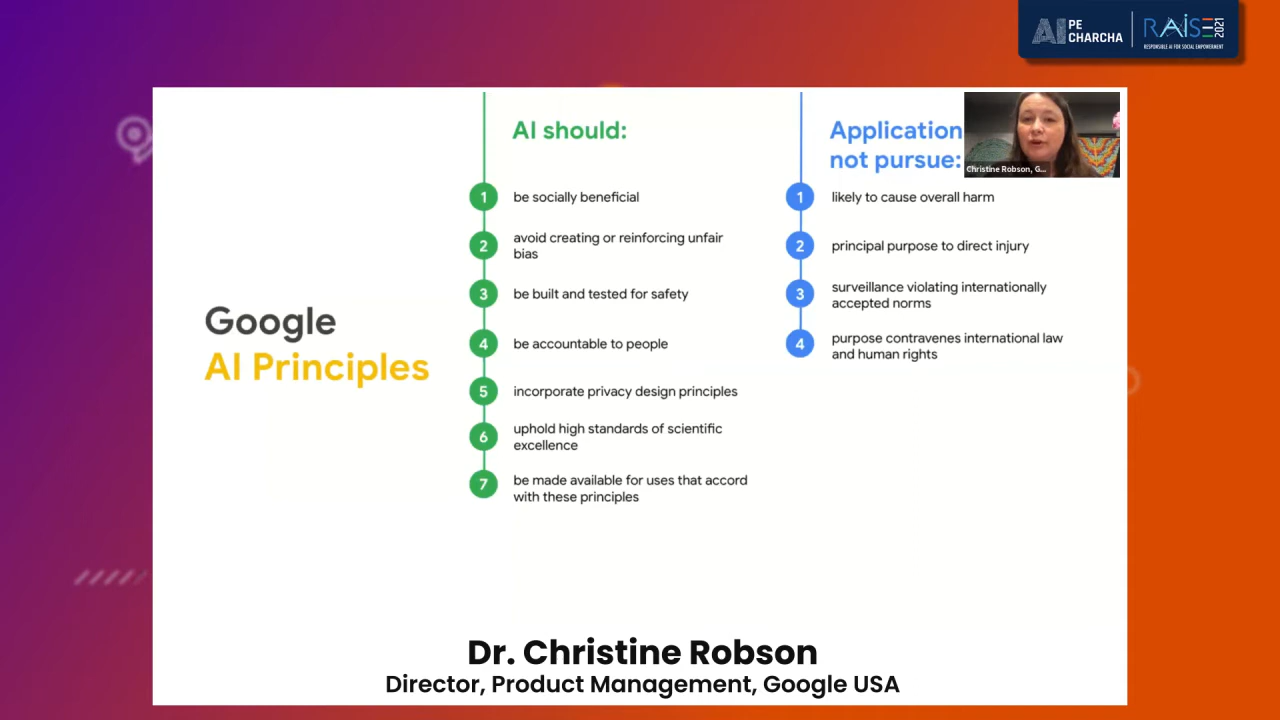 AI PE CHARCHA
RAISE 2021
RESPONSIBLE AI FOR SOCIAL EMPOWERMENT
Google
AI Principles
AI should:
1 be socially beneficial
2 avoid creating or reinforcing unfair
bias
3 be built and tested for safety
4 be accountable to people
5 incorporate privacy design principles
6 uphold high standards of scientific
excellence
7 be made available for uses that accord
with these principles
Application
not pursue:
1 likely to cause overall harm
2 principal purpose to direct injury
3 surveillance violating internationally
accepted norms
4 purpose contravenes international law
and human rights
Christine Robson, G...
Dr. Christine Robson
Director, Product Management, Google USA